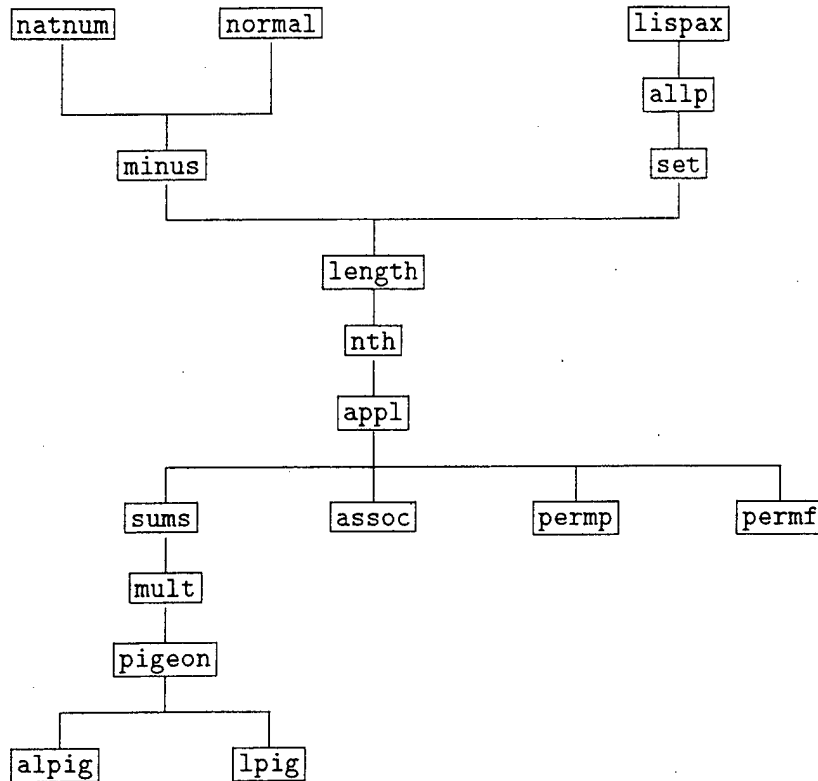 natnum normal lispax
allp
minus set
length
nth
appl
sums assoc permp permf
mult
pigeon
alpig lpig